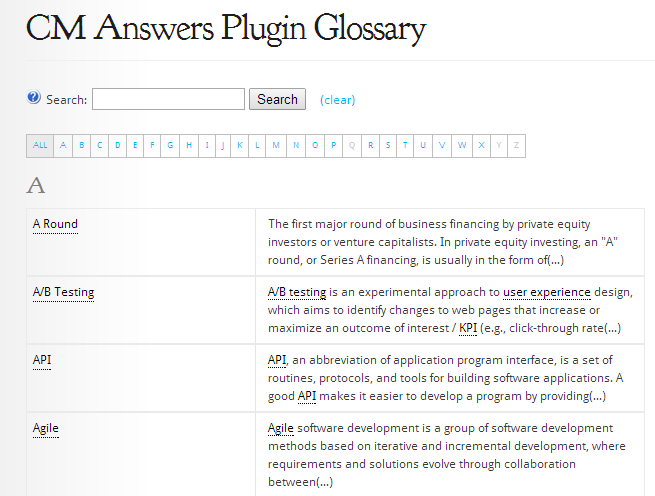 CM Answers Plugin Glossary
Search: Search (clear)
ALL A B C D E F G H I J K L M N O P Q R S T U V W X Y Z
A
A Round
The first major round of business financing by private equity
investors or venture capitalists. In private equity investing, an "A"
round, or Series A financing, is usually in the form of(...)
A/B Testing
A/B testing is an experimental approach to user experience design,
which aims to identify changes to web pages that increase or
maximize an outcome of interest / KPI (e.g., click-through rate(...)
API
API, an abbreviation of application program interface, is a set of
routines, protocols, and tools for building software applications. A
good API makes it easier to develop a program by providing(...)
Agile
Agile software development is a group of software development
methods based on iterative and incremental development, where
requirements and solutions evolve through collaboration
between(...)